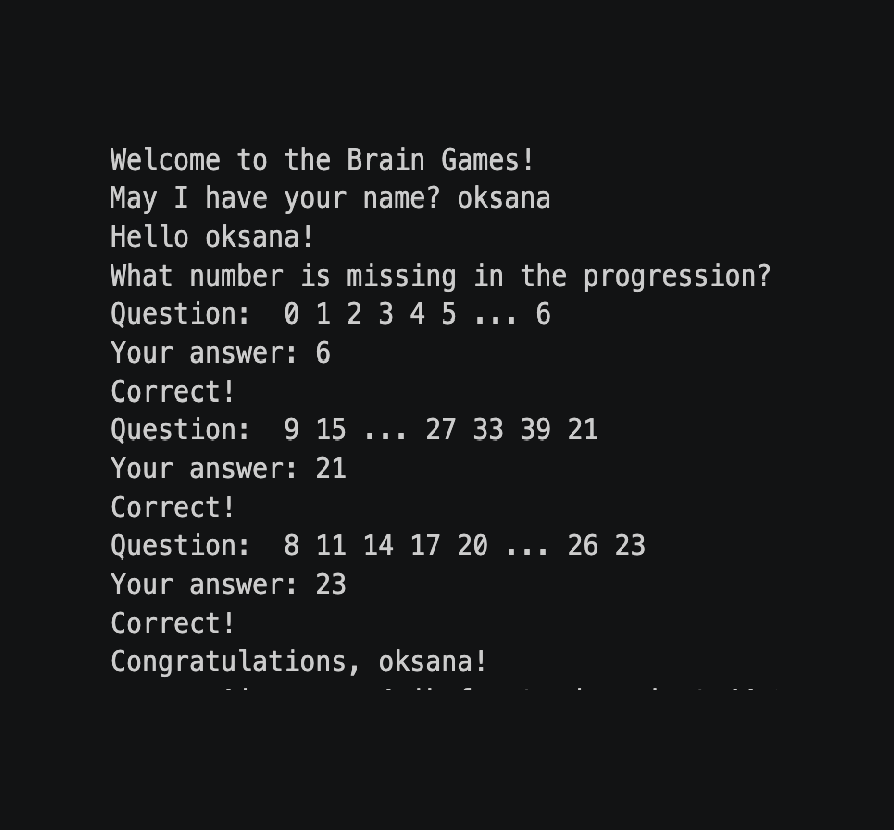 Welcome to the Brain Games!
May I have your name? oksana
Hello oksana!
What number is missing in the progression?
Question:  0 1 2 3 4 5 ... 6
Your answer: 6
Correct!
Question:  9 15 ... 27 33 39 21
Your answer: 21
Correct!
Question:  8 11 14 17 20 ... 26 23
Your answer: 23
Correct!
Congratulations, oksana!